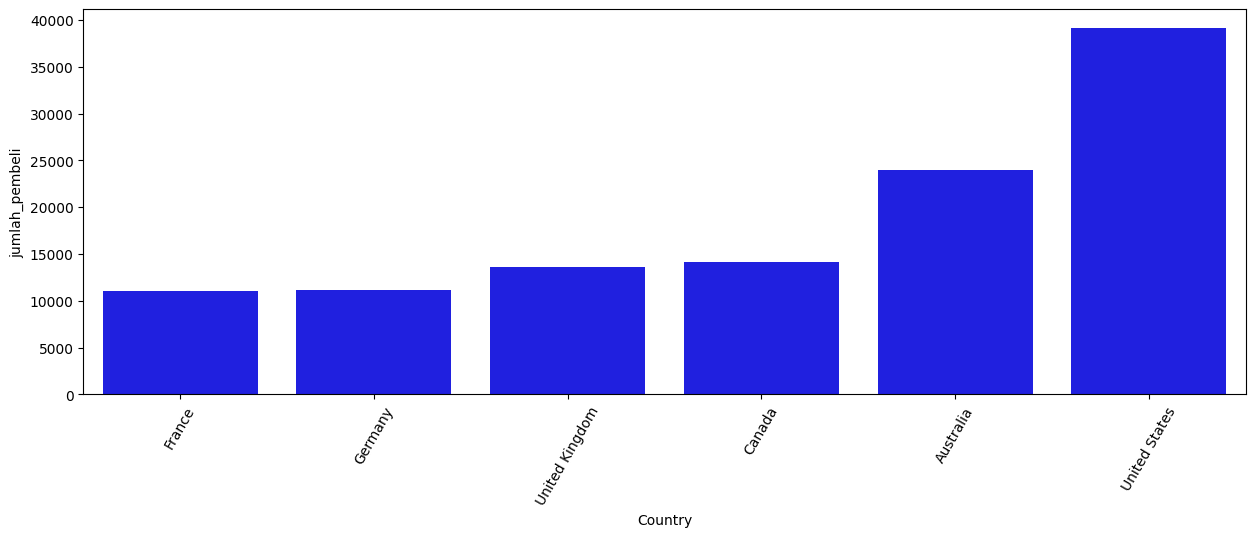 40000
35000
30000
25000
20000
15000
10000
5000
0
jumlah_pembeli
France
Germany
United Kingdom
Canada
Australia
United States
Country